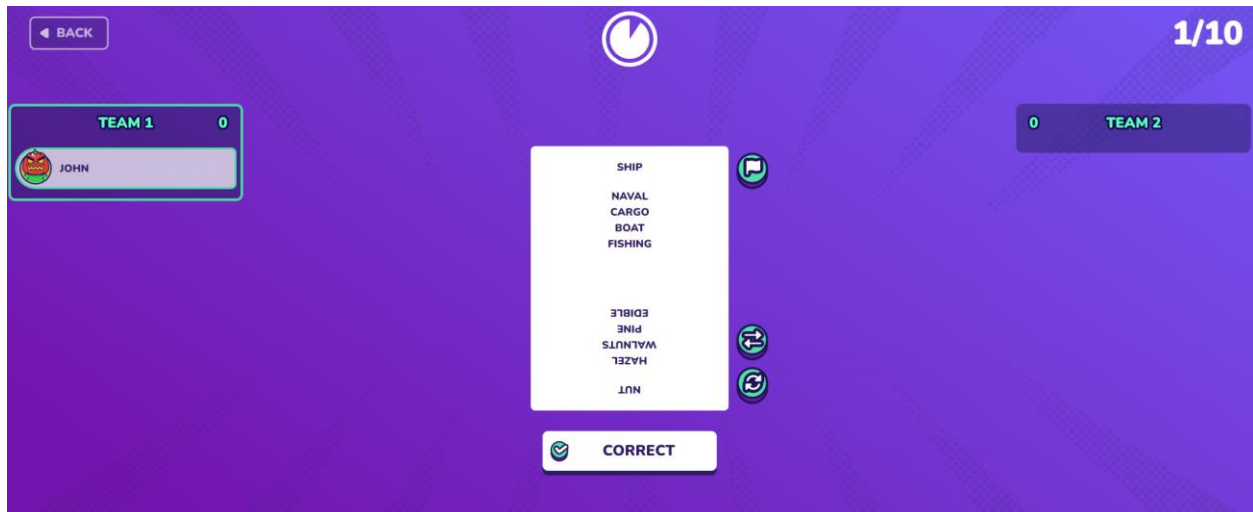 BACK
1/10
TEAM 1 0
JOHN
0 TEAM 2
SHIP
NAVAL
CARGO
BOAT
FISHING
EDIBLE
PINE
WALNUTS
HAZEL
NUT
CORRECT